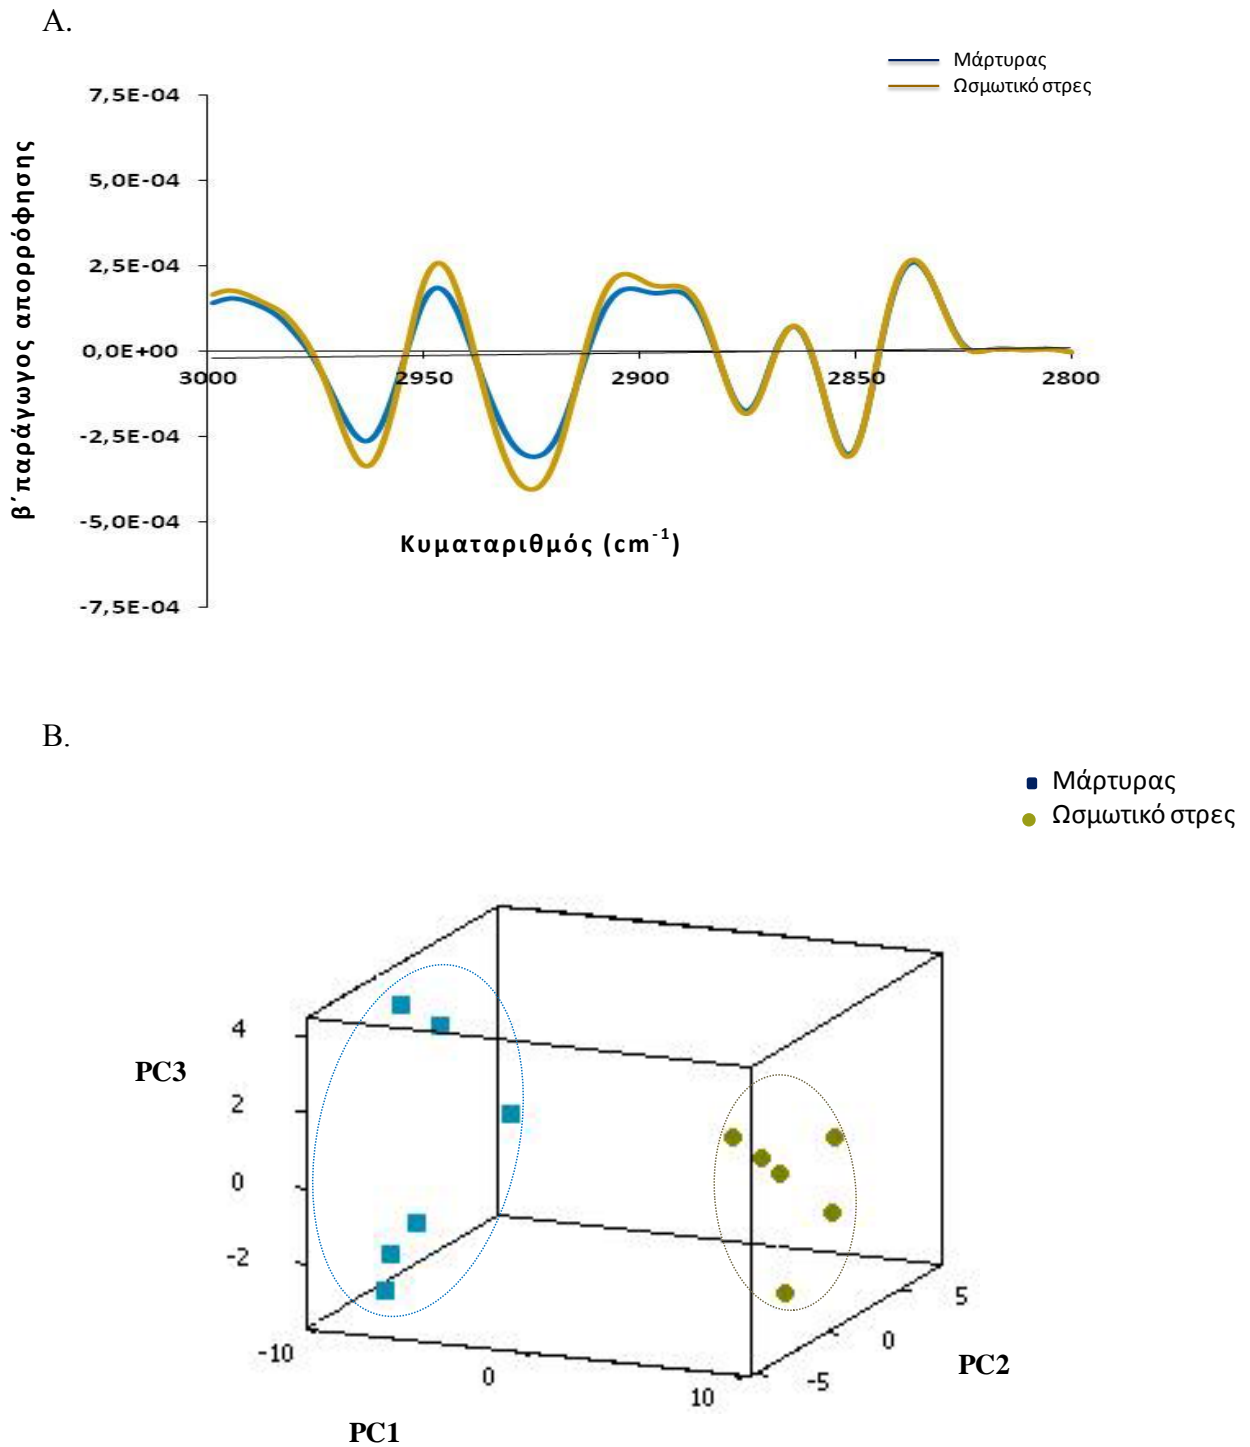 A.
Μάρτυρας
Ωσμωτικό στρες
β΄παράγωγος απορρόφησης
7,5E-04
5,0E-04
2,5E-04
0,0E+00
-2,5E-04
-5,0E-04
-7,5E-04
3000 2950 2900 2850 2800
Κυματαριθμός (cm-1)
B.
Μάρτυρας
Ωσμωτικό στρες
PC3
4
2
0
-2
-10 0 10
PC1
-5 0 5
PC2